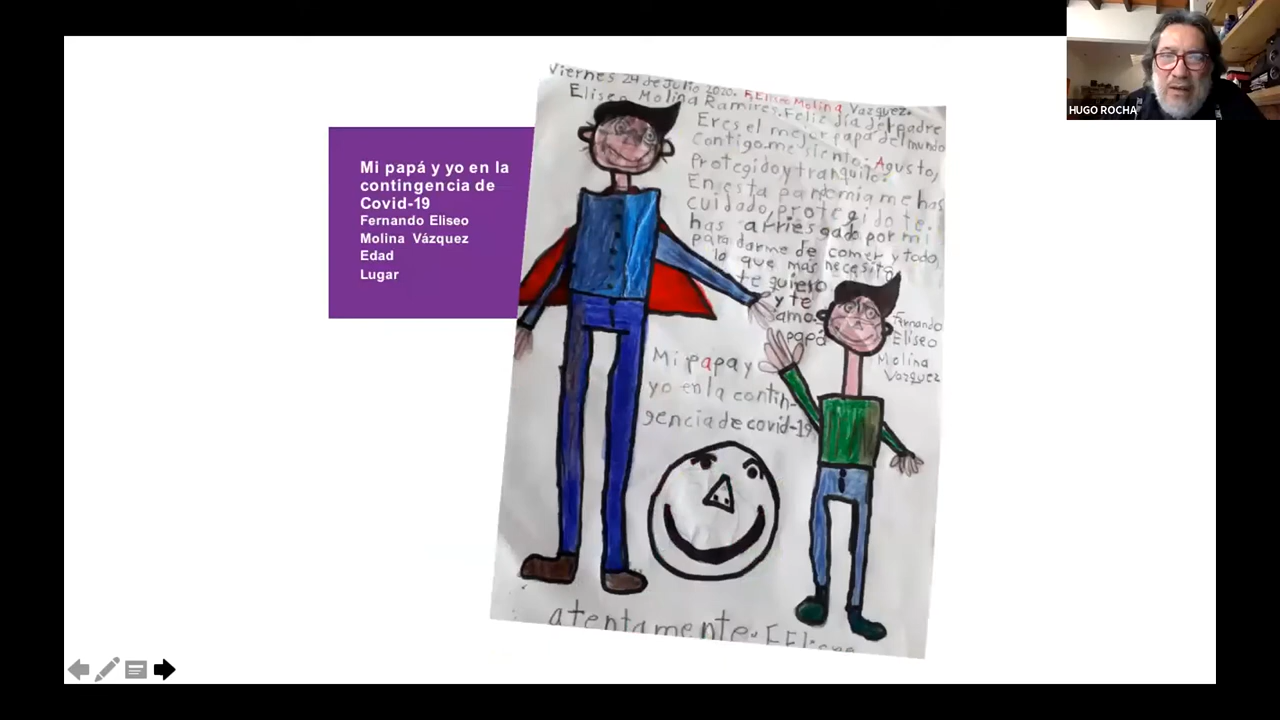 Mi papá y yo en la
contingencia de
Covid-19
Fernando Eliseo
Molina Vázquez
Edad
Lugar
Viernes 24 de Julio 2020. F,Eliseo Molina Vazquez.
Eliseo Molina Ramires. Feliz día del padre
Eres el mejor papá del mundo
contigo me siento. Agusto,
Protegido y tranquilo.
En esta pandemia me has
cuidado, protegido te
has arriesgado por mi
para darme de comer y todo,
lo que más necesito
te quiero
y te
amo.
papá
Fernando
Eliseo
Molina
Vazquez
Mi papa y
yo en la contin-
gencia de covid-19
atentamente. F Eliseo
HUGO ROCHA